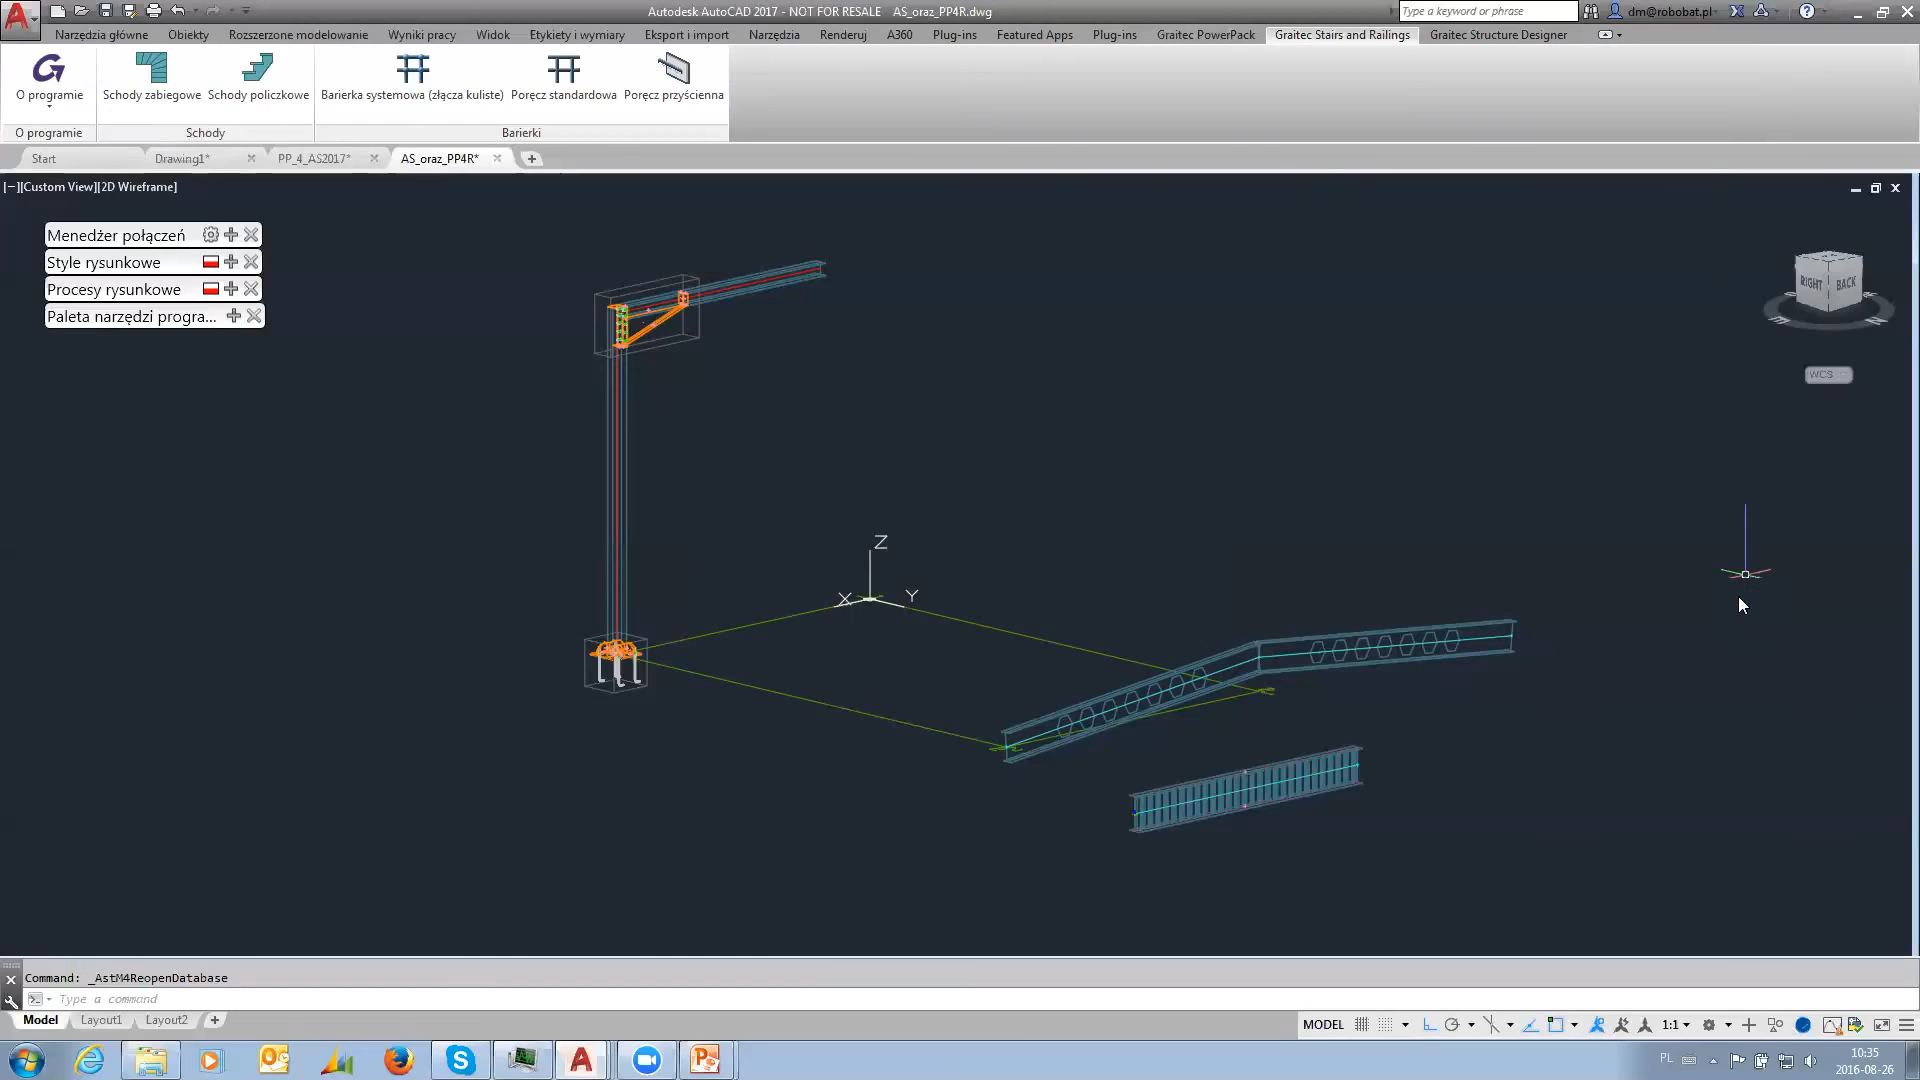 Autodesk AutoCAD 2017 - NOT FOR RESALE AS_oraz_PP4R.dwg
Type a keyword or phrase
dm@robobat.pl
Narzędzia główne Obiekty Rozszerzone modelowanie Wyniki pracy Widok Etykiety i wymiary Eksport i import Narzędzia Renderuj A360 Plug-ins Featured Apps Plug-ins Graitec PowerPack Graitec Stairs and Railings Graitec Structure Designer
O programie Schody zabiegowe Schody policzkowe Barierka systemowa (złącza kuliste) Poręcz standardowa Poręcz przyścienna
O programie Schody Barierki
Start Drawing1* PP_4_AS2017* AS_oraz_PP4R*
[−][Custom View][2D Wireframe]
Menedżer połączeń
Style rysunkowe
Procesy rysunkowe
Paleta narzędzi progra...
RIGHT BACK
WCS
Z
X Y
Command: _AstM4ReopenDatabase
Type a command
Model Layout1 Layout2
MODEL 1:1
PL
10:35
2016-08-26